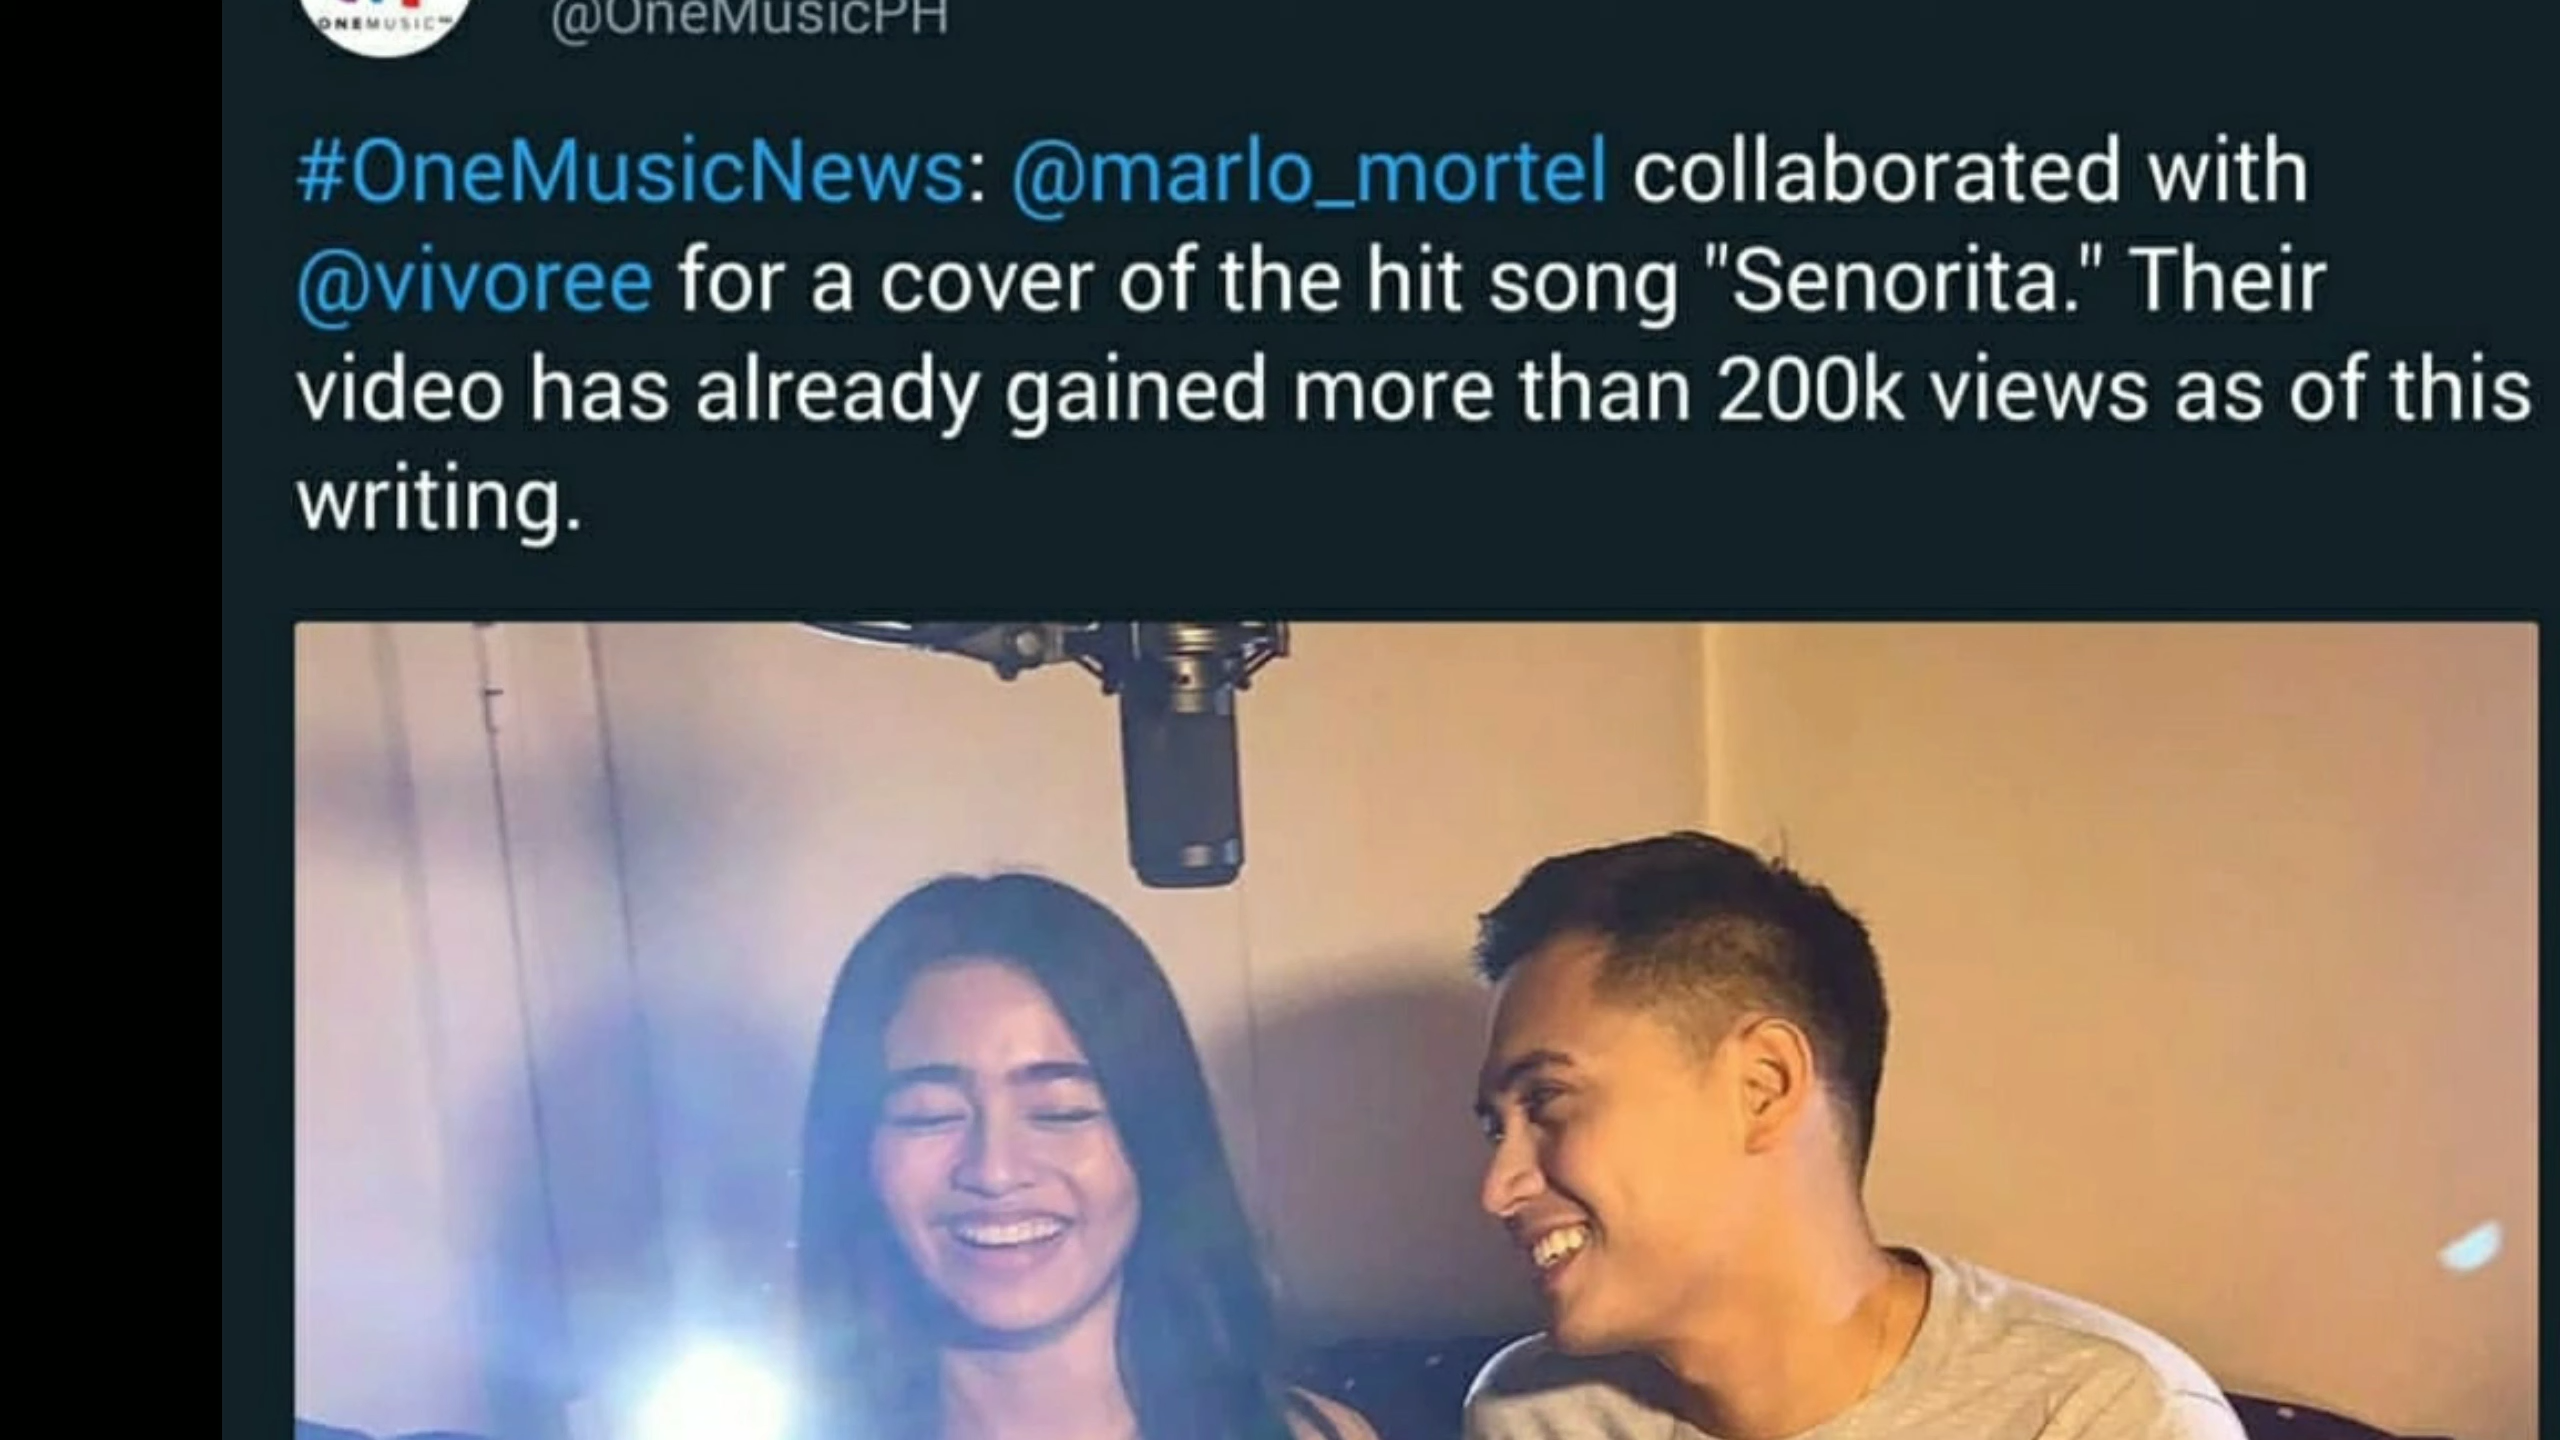 ONEMUSIC
@OneMusicPH
#OneMusicNews: @marlo_mortel collaborated with
@vivoree for a cover of the hit song "Senorita." Their
video has already gained more than 200k views as of this
writing.